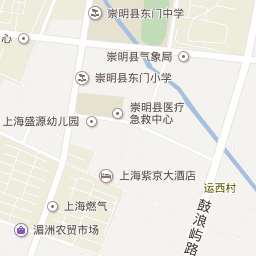 崇明县东门中学
心
崇明县气象局
崇明县东门小学
崇明县医疗
急救中心
上海盛源幼儿园
上海紫京大酒店
运西村
鼓浪屿路
上海燃气
湄洲农贸市场